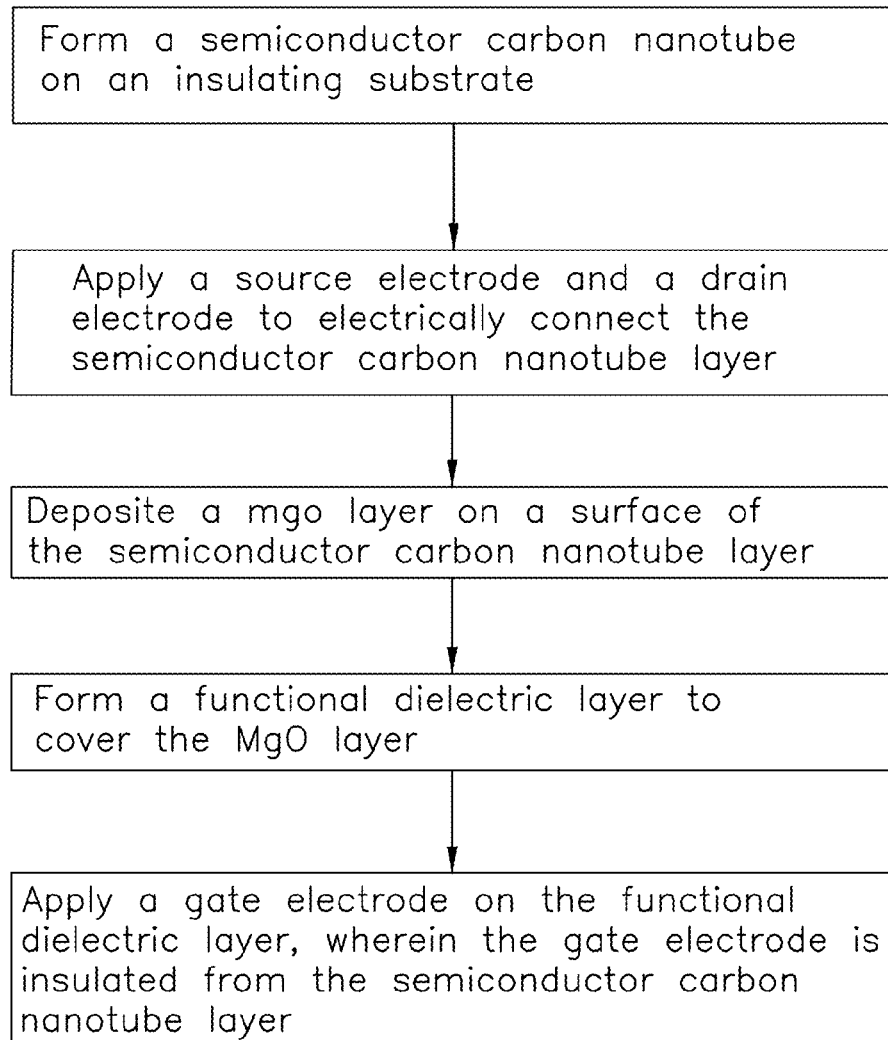 Form a semiconductor carbon nanotube
on an insulating substrate
Apply a source electrode and a drain
electrode to electrically connect the
semiconductor carbon nanotube layer
Deposite a mgo layer on a surface of
the semiconductor carbon nanotube layer
Form a functional dielectric layer to
cover the MgO layer
Apply a gate electrode on the functional
dielectric layer, wherein the gate electrode is
insulated from the semiconductor carbon
nanotube layer